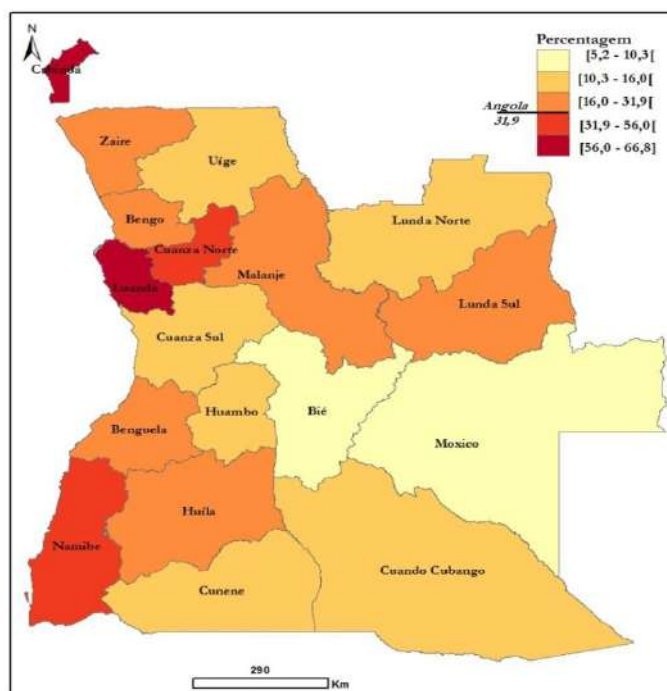 N
Cabinda
Percentagem
[5,2 - 10,3[
[10,3 - 16,0[
[16,0 - 31,9[
Angola
31,9
[31,9 - 56,0[
[56,0 - 66,8]
Zaire
Uíge
Bengo
Lunda Norte
Cuanza Norte
Malanje
Luanda
Lunda Sul
Cuanza Sul
Huambo
Bié
Benguela
Moxico
Huíla
Namibe
Cuando Cubango
Cunene
290
Km